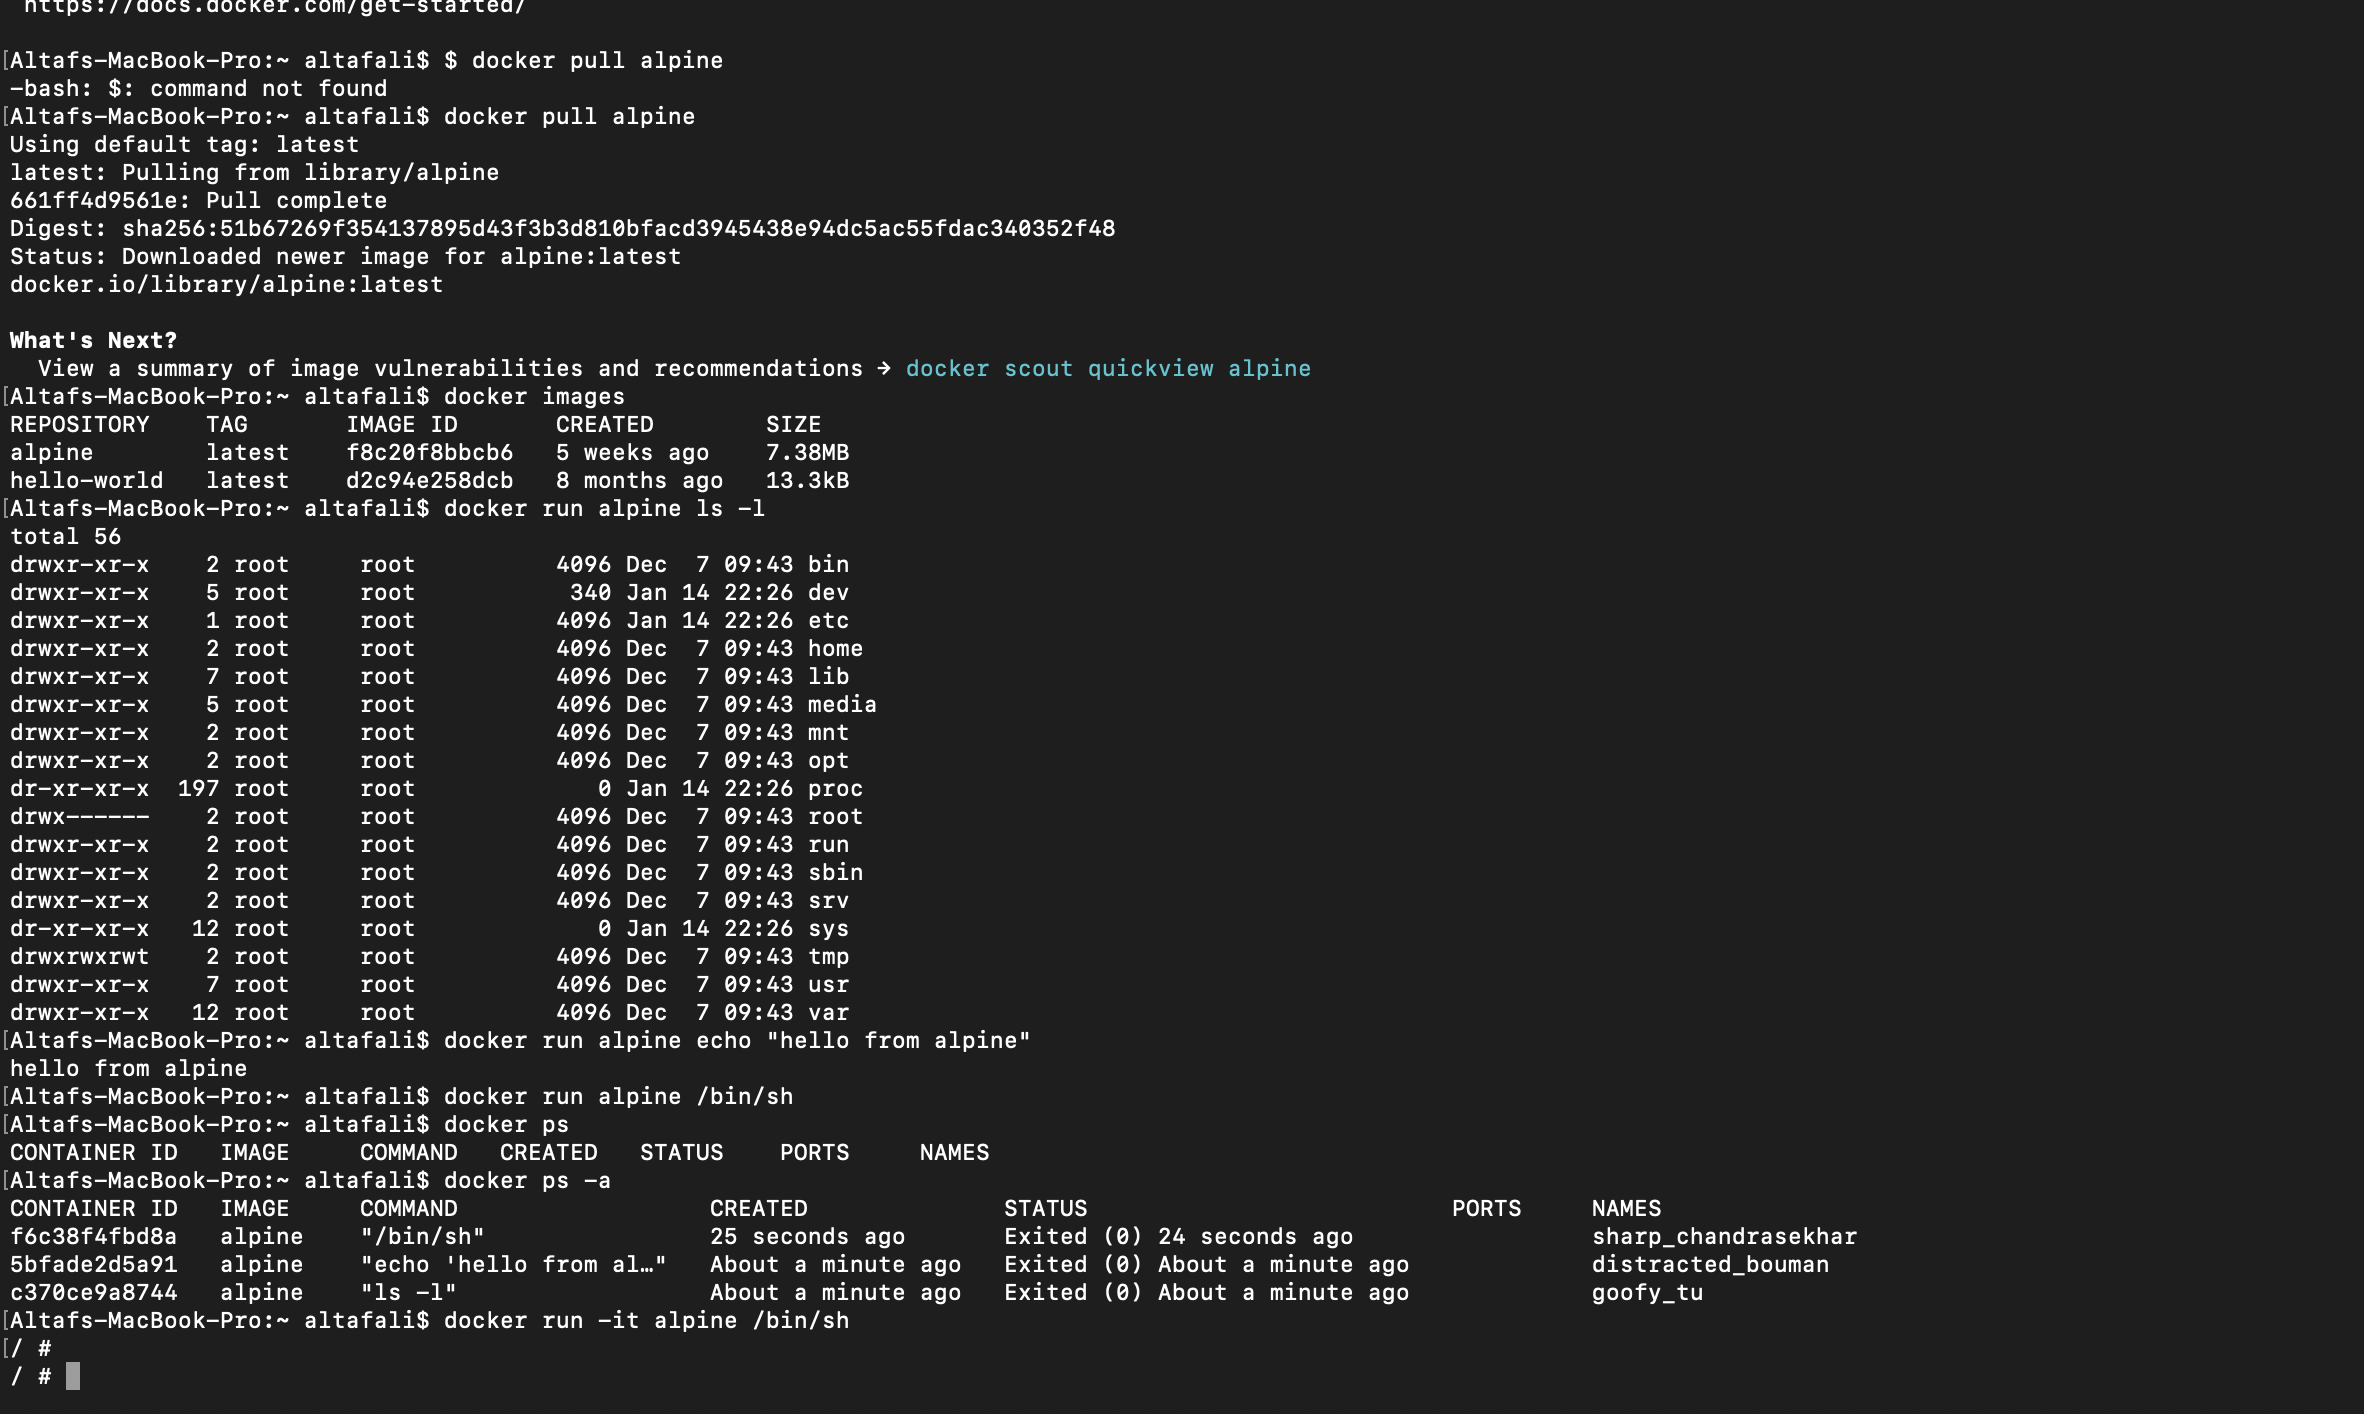 https://docs.docker.com/get-started/
[Altafs-MacBook-Pro:~ altafali$ $ docker pull alpine
-bash: $: command not found
[Altafs-MacBook-Pro:~ altafali$ docker pull alpine
Using default tag: latest
latest: Pulling from library/alpine
661ff4d9561e: Pull complete
Digest: sha256:51b67269f354137895d43f3b3d810bfacd3945438e94dc5ac55fdac340352f48
Status: Downloaded newer image for alpine:latest
docker.io/library/alpine:latest
What's Next?
  View a summary of image vulnerabilities and recommendations → docker scout quickview alpine
[Altafs-MacBook-Pro:~ altafali$ docker images
REPOSITORY    TAG       IMAGE ID       CREATED        SIZE
alpine        latest    f8c20f8bbcb6   5 weeks ago    7.38MB
hello-world   latest    d2c94e258dcb   8 months ago   13.3kB
[Altafs-MacBook-Pro:~ altafali$ docker run alpine ls -l
total 56
drwxr-xr-x    2 root     root          4096 Dec  7 09:43 bin
drwxr-xr-x    5 root     root           340 Jan 14 22:26 dev
drwxr-xr-x    1 root     root          4096 Jan 14 22:26 etc
drwxr-xr-x    2 root     root          4096 Dec  7 09:43 home
drwxr-xr-x    7 root     root          4096 Dec  7 09:43 lib
drwxr-xr-x    5 root     root          4096 Dec  7 09:43 media
drwxr-xr-x    2 root     root          4096 Dec  7 09:43 mnt
drwxr-xr-x    2 root     root          4096 Dec  7 09:43 opt
dr-xr-xr-x  197 root     root             0 Jan 14 22:26 proc
drwx------    2 root     root          4096 Dec  7 09:43 root
drwxr-xr-x    2 root     root          4096 Dec  7 09:43 run
drwxr-xr-x    2 root     root          4096 Dec  7 09:43 sbin
drwxr-xr-x    2 root     root          4096 Dec  7 09:43 srv
dr-xr-xr-x   12 root     root             0 Jan 14 22:26 sys
drwxrwxrwt    2 root     root          4096 Dec  7 09:43 tmp
drwxr-xr-x    7 root     root          4096 Dec  7 09:43 usr
drwxr-xr-x   12 root     root          4096 Dec  7 09:43 var
[Altafs-MacBook-Pro:~ altafali$ docker run alpine echo "hello from alpine"
hello from alpine
[Altafs-MacBook-Pro:~ altafali$ docker run alpine /bin/sh
[Altafs-MacBook-Pro:~ altafali$ docker ps
CONTAINER ID   IMAGE     COMMAND   CREATED   STATUS    PORTS     NAMES
[Altafs-MacBook-Pro:~ altafali$ docker ps -a
CONTAINER ID   IMAGE     COMMAND                  CREATED              STATUS                          PORTS     NAMES
f6c38f4fbd8a   alpine    "/bin/sh"                25 seconds ago       Exited (0) 24 seconds ago                 sharp_chandrasekhar
5bfade2d5a91   alpine    "echo 'hello from al…"   About a minute ago   Exited (0) About a minute ago             distracted_bouman
c370ce9a8744   alpine    "ls -l"                  About a minute ago   Exited (0) About a minute ago             goofy_tu
[Altafs-MacBook-Pro:~ altafali$ docker run -it alpine /bin/sh
[/ #
/ #